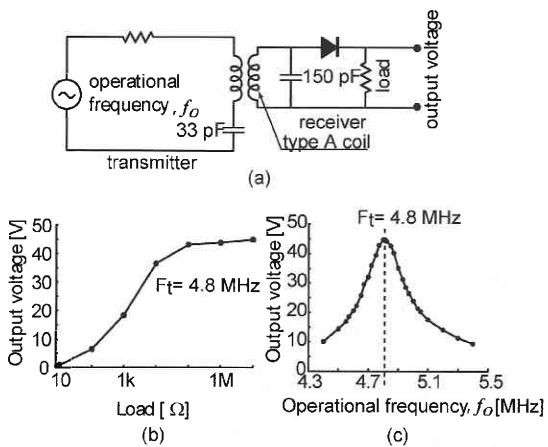 operational
frequency, fo
33 pF
150 pF
load
output voltage
receiver
type A coil
transmitter
(a)
Output voltage [V]
50
40
30
20
10
0
Ft= 4.8 MHz
10
1k
1M
Load [ Ω]
(b)
Ft= 4.8 MHz
Output voltage [V]
50
40
30
20
10
0
4.3
4.7
5.1
5.5
Operational frequency, fo[MHz]
(c)